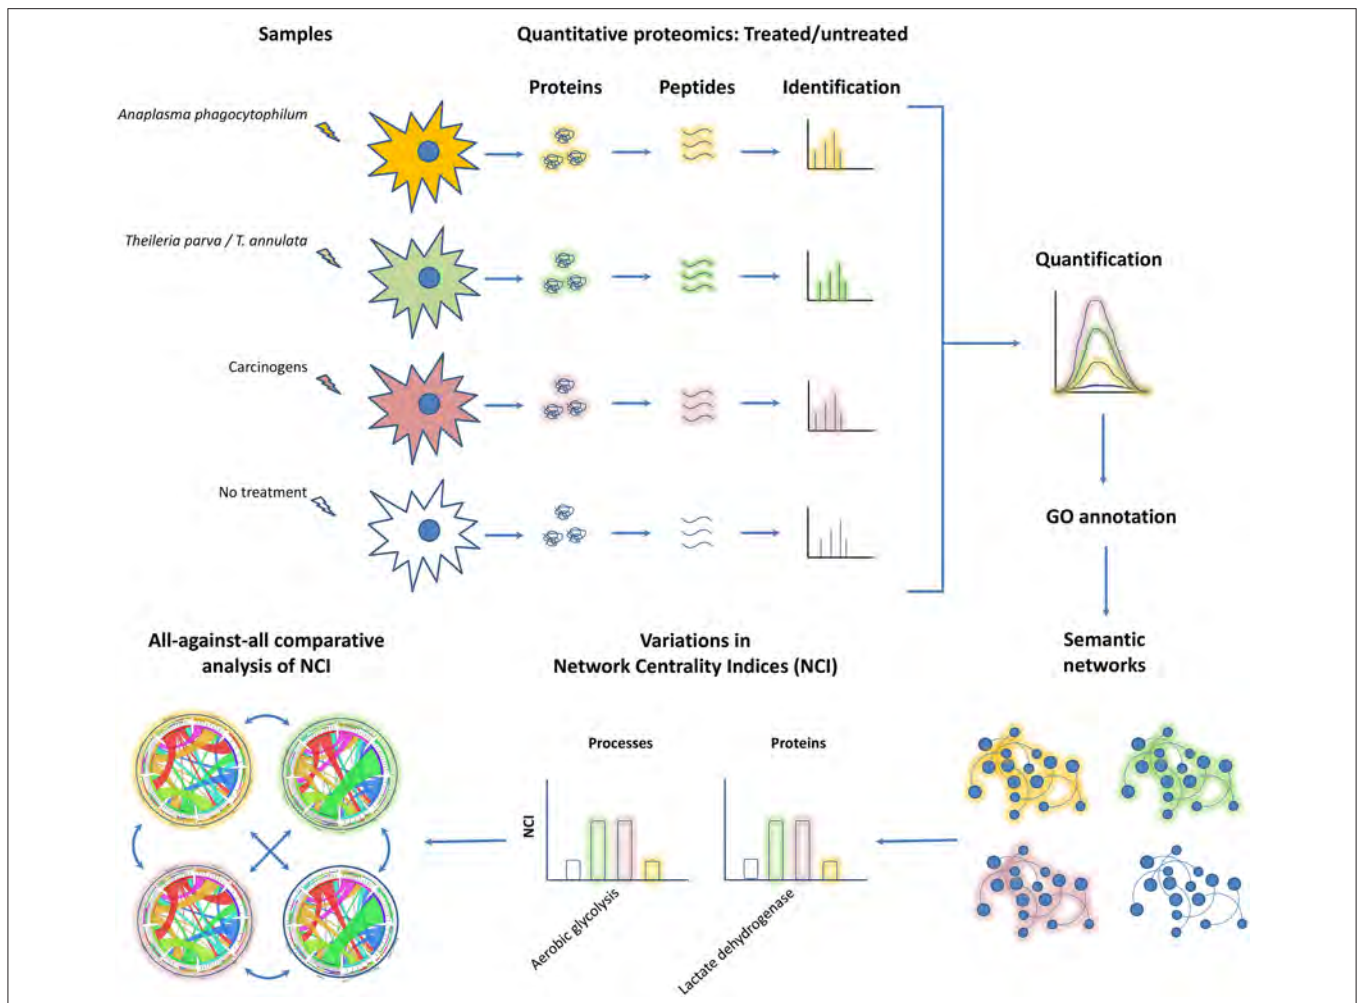 Samples
Quantitative proteomics: Treated/untreated
Proteins
Peptides
Identification
Anaplasma phagocytophilum
Theileria parva / T. annulata
Quantification
Carcinogens
No treatment
GO annotation
All-against-all comparative
analysis of NCI
Variations in
Network Centrality Indices (NCI)
Semantic
networks
Processes
Proteins
NCI
Aerobic glycolysis
Lactate dehydrogenase